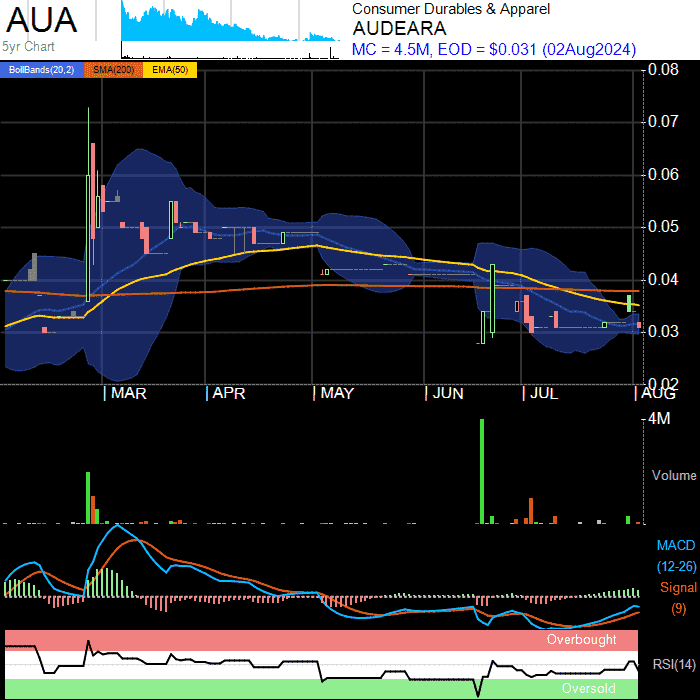 AUA
5yr Chart
Consumer Durables & Apparel
AUDEARA
MC = 4.5M, EOD = $0.031 (02Aug2024)
BollBands(20,2) SMA(200) EMA(50)
0.08
0.07
0.06
0.05
0.04
0.03
0.02
MAR APR MAY JUN JUL AUG
4M
Volume
MACD
(12-26)
Signal
(9)
Overbought
RSI(14)
Oversold